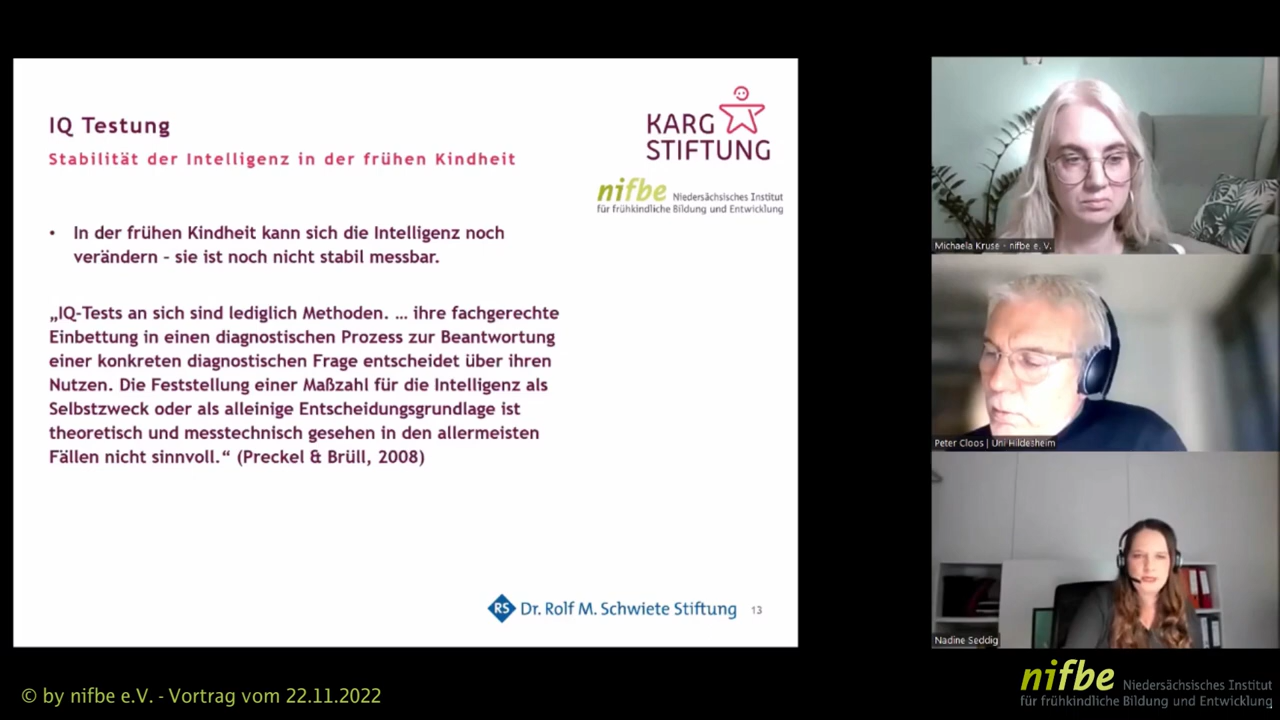 IQ Testung
Stabilität der Intelligenz in der frühen Kindheit
KARG
STIFTUNG
nifbe Niedersächsisches Institut
für frühkindliche Bildung und Entwicklung
• In der frühen Kindheit kann sich die Intelligenz noch
verändern – sie ist noch nicht stabil messbar.
„IQ-Tests an sich sind lediglich Methoden. … ihre fachgerechte
Einbettung in einen diagnostischen Prozess zur Beantwortung
einer konkreten diagnostischen Frage entscheidet über ihren
Nutzen. Die Feststellung einer Maßzahl für die Intelligenz als
Selbstzweck oder als alleinige Entscheidungsgrundlage ist
theoretisch und messtechnisch gesehen in den allermeisten
Fällen nicht sinnvoll.“ (Preckel & Brüll, 2008)
RS Dr. Rolf M. Schwiete Stiftung 13
Michaela Kruse - nifbe e. V.
Peter Cloos | Uni Hildesheim
Nadine Seddig
© by nifbe e.V. - Vortrag vom 22.11.2022
nifbe Niedersächsisches Institut
für frühkindliche Bildung und Entwicklung